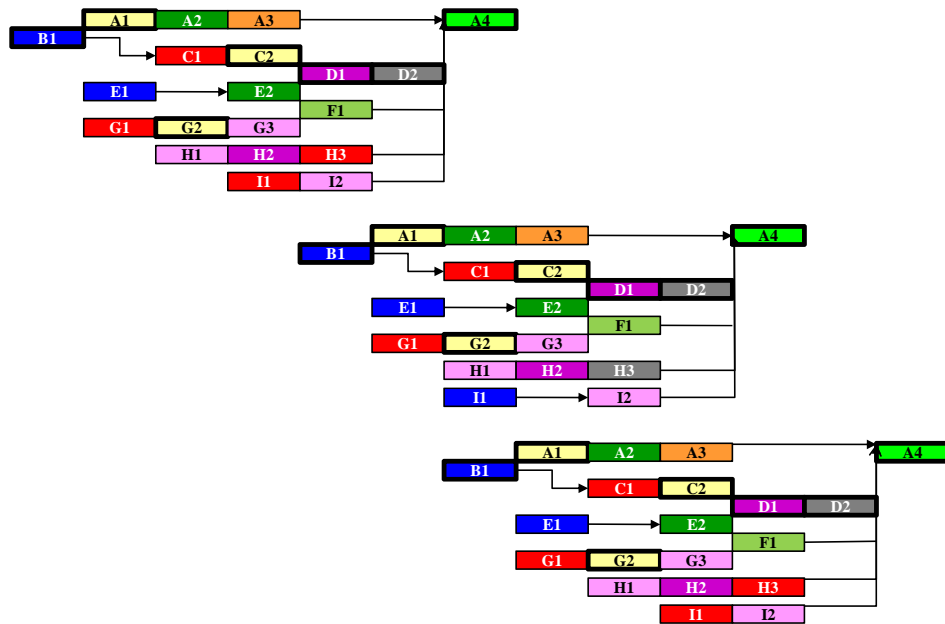 A1 A2 A3 A4
B1
C1 C2
D1 D2
E1 E2
F1
G1 G2 G3
H1 H2 H3
I1 I2
A1 A2 A3 A4
B1
C1 C2
D1 D2
E1 E2
F1
G1 G2 G3
H1 H2 H3
I1 I2
A1 A2 A3 A4
B1
C1 C2
D1 D2
E1 E2
F1
G1 G2 G3
H1 H2 H3
I1 I2